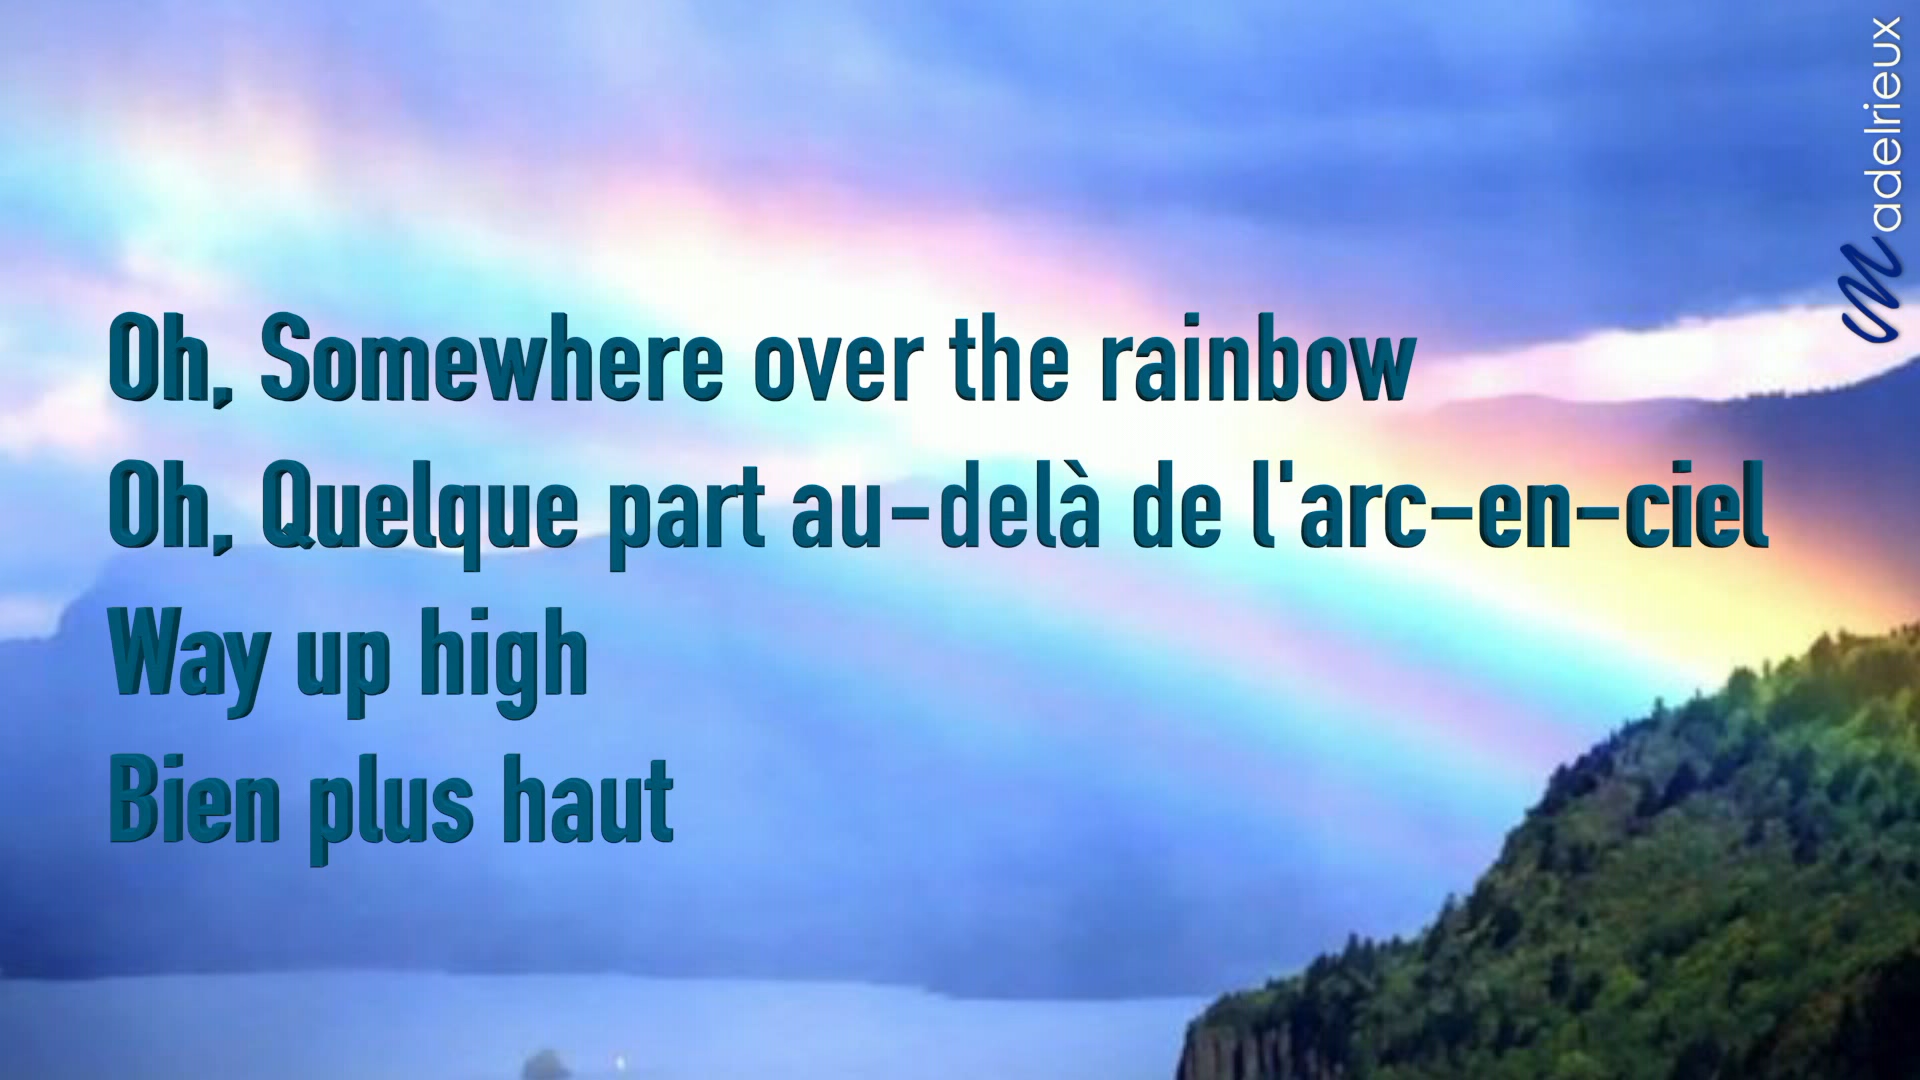 Oh, Somewhere over the rainbow
Oh, Quelque part au-delà de l'arc-en-ciel
Way up high
Bien plus haut
Madelrieux